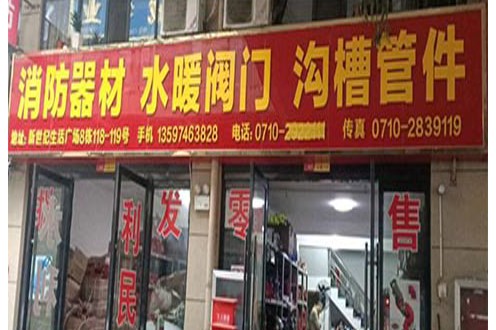 消防器材 水暖阀门 沟槽管件
地址: 新世纪生活广场8栋118-119号 手机 13597463828 电话: 0710- 传真 0710-2839119
批发零售
利民